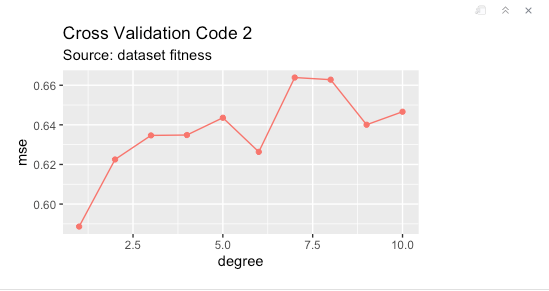 Cross Validation Code 2
Source: dataset fitness
0.66
0.64
0.62
0.60
mse
2.5 5.0 7.5 10.0
degree